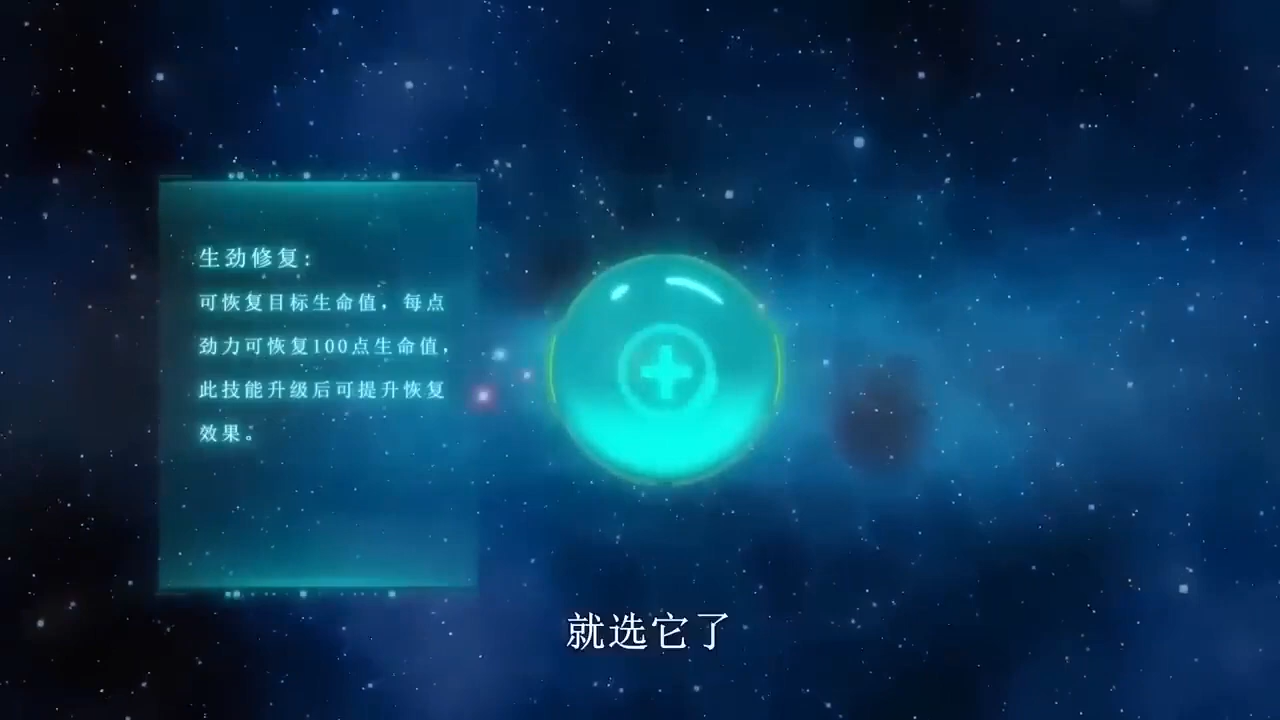 生劲修复：
可恢复目标生命值，每点
劲力可恢复100点生命值，
此技能升级后可提升恢复
效果。
就选它了